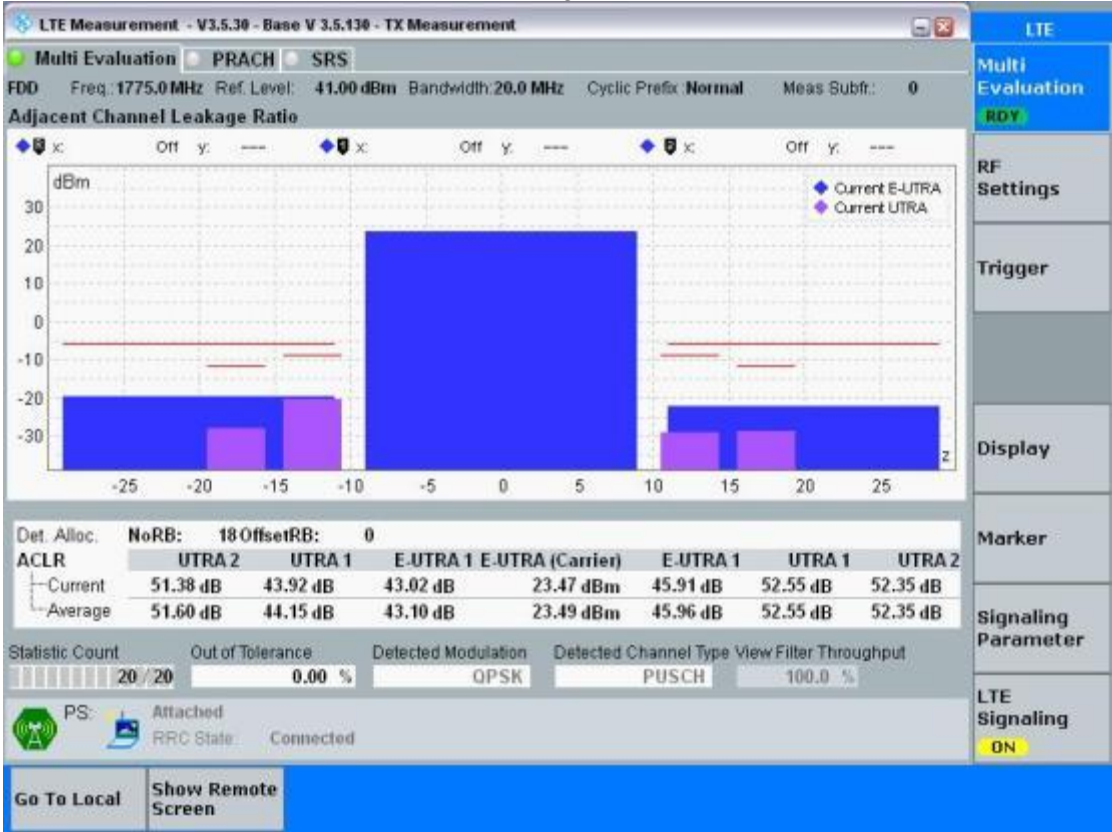 LTE Measurement - V3.5.30 - Base V 3.5.130 - TX Measurement
LTE
Multi Evaluation PRACH SRS
Multi
Evaluation
RDY
FDD Freq.: 1775.0 MHz Ref. Level: 41.00 dBm Bandwidth: 20.0 MHz Cyclic Prefix: Normal Meas Subfr.: 0
Adjacent Channel Leakage Ratio
x: Off y: --- x: Off y: --- x: Off y: ---
dBm
Current E-UTRA
Current UTRA
RF
Settings
30
20
10
0
-10
-20
-30
Trigger
z
-25 -20 -15 -10 -5 0 5 10 15 20 25
Display
Det. Alloc. NoRB: 18 OffsetRB: 0
ACLR UTRA 2 UTRA 1 E-UTRA 1 E-UTRA (Carrier) E-UTRA 1 UTRA 1 UTRA 2
Current 51.38 dB 43.92 dB 43.02 dB 23.47 dBm 45.91 dB 52.55 dB 52.35 dB
Average 51.60 dB 44.15 dB 43.10 dB 23.49 dBm 45.96 dB 52.55 dB 52.35 dB
Marker
Signaling
Parameter
Statistic Count Out of Tolerance Detected Modulation Detected Channel Type View Filter Throughput
20 / 20 0.00 % QPSK PUSCH 100.0 %
PS: Attached
RRC State: Connected
LTE
Signaling
ON
Go To Local
Show Remote
Screen